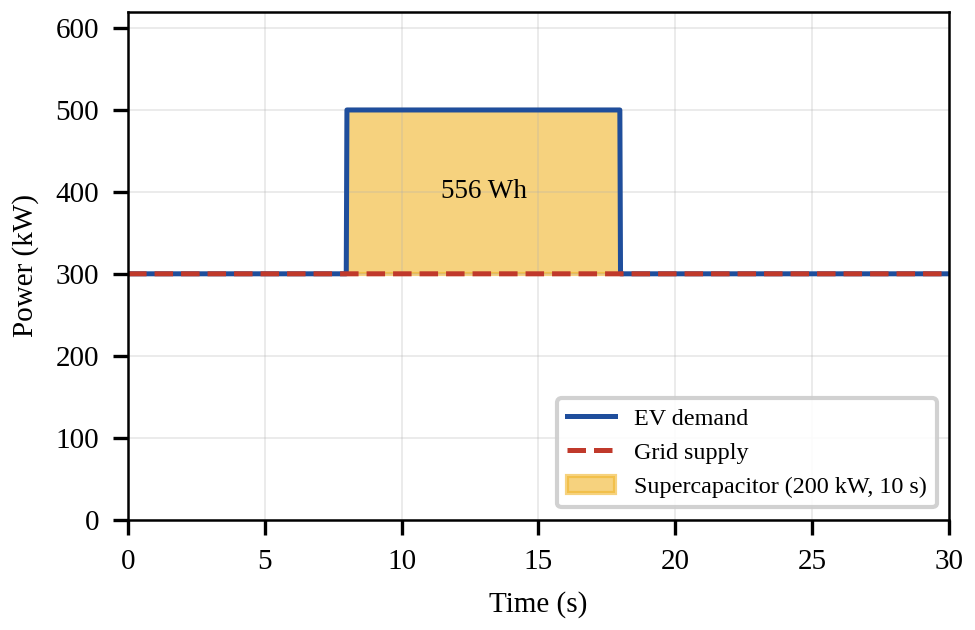 600
500
400
300
200
100
0
Power (kW)
556 Wh
EV demand
Grid supply
Supercapacitor (200 kW, 10 s)
0 5 10 15 20 25 30
Time (s)